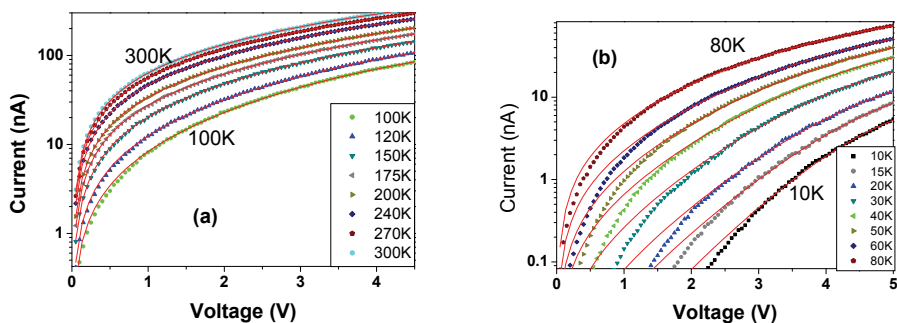 100
10
1
Current (nA)
300K
100K
(a)
100K
120K
150K
175K
200K
240K
270K
300K
0 1 2 3 4
Voltage (V)
10
1
0.1
Current (nA)
(b)
80K
10K
10K
15K
20K
30K
40K
50K
60K
80K
0 1 2 3 4 5
Voltage (V)